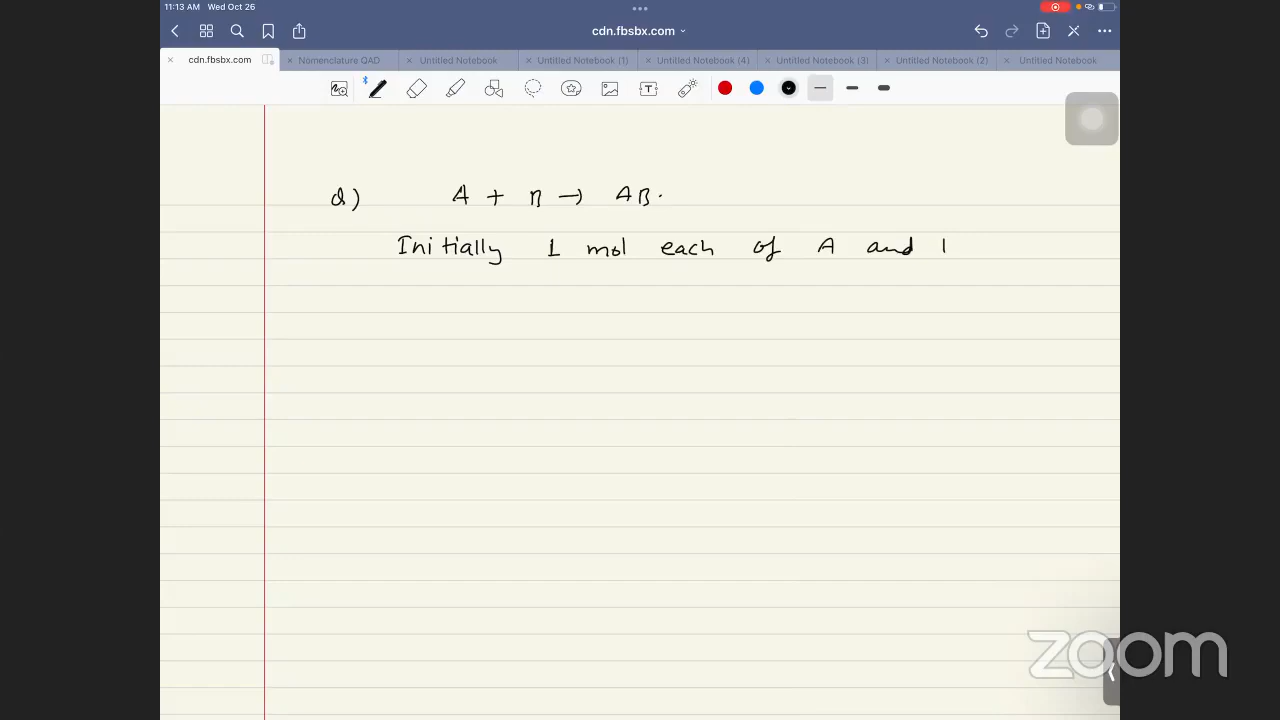 11:13 AM Wed Oct 26
cdn.fbsbx.com
cdn.fbsbx.com Nomenclature QAD Untitled Notebook Untitled Notebook (1) Untitled Notebook (4) Untitled Notebook (3) Untitled Notebook (2) Untitled Notebook
Q) A + B → AB.
Initially 1 mol each of A and
zoom